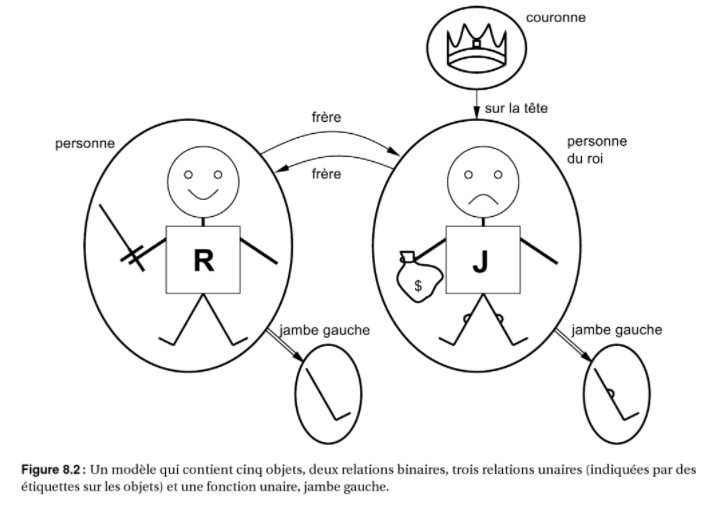 couronne
sur la tête
frère
personne
personne
du roi
frère
R
J
$
jambe gauche
jambe gauche
Figure 8.2 : Un modèle qui contient cinq objets, deux relations binaires, trois relations unaires (indiquées par des
étiquettes sur les objets) et une fonction unaire, jambe gauche.